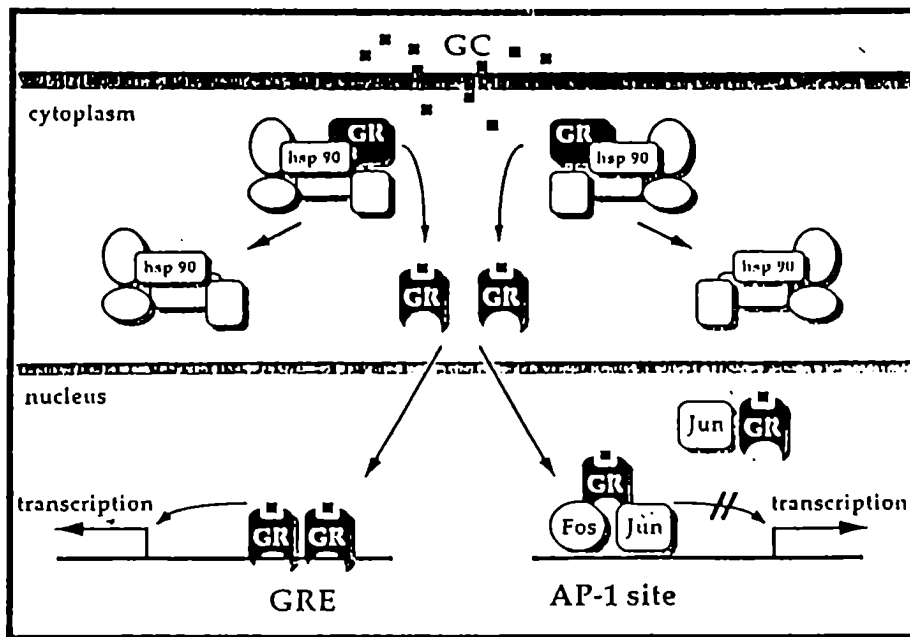 GC
cytoplasm
GR
hsp 90
GR
hsp 90
hsp 90
GR
GR
hsp 90
nucleus
Jun
GR
transcription
GR
GR
GR
Fos
Jun
transcription
GRE
AP-1 site